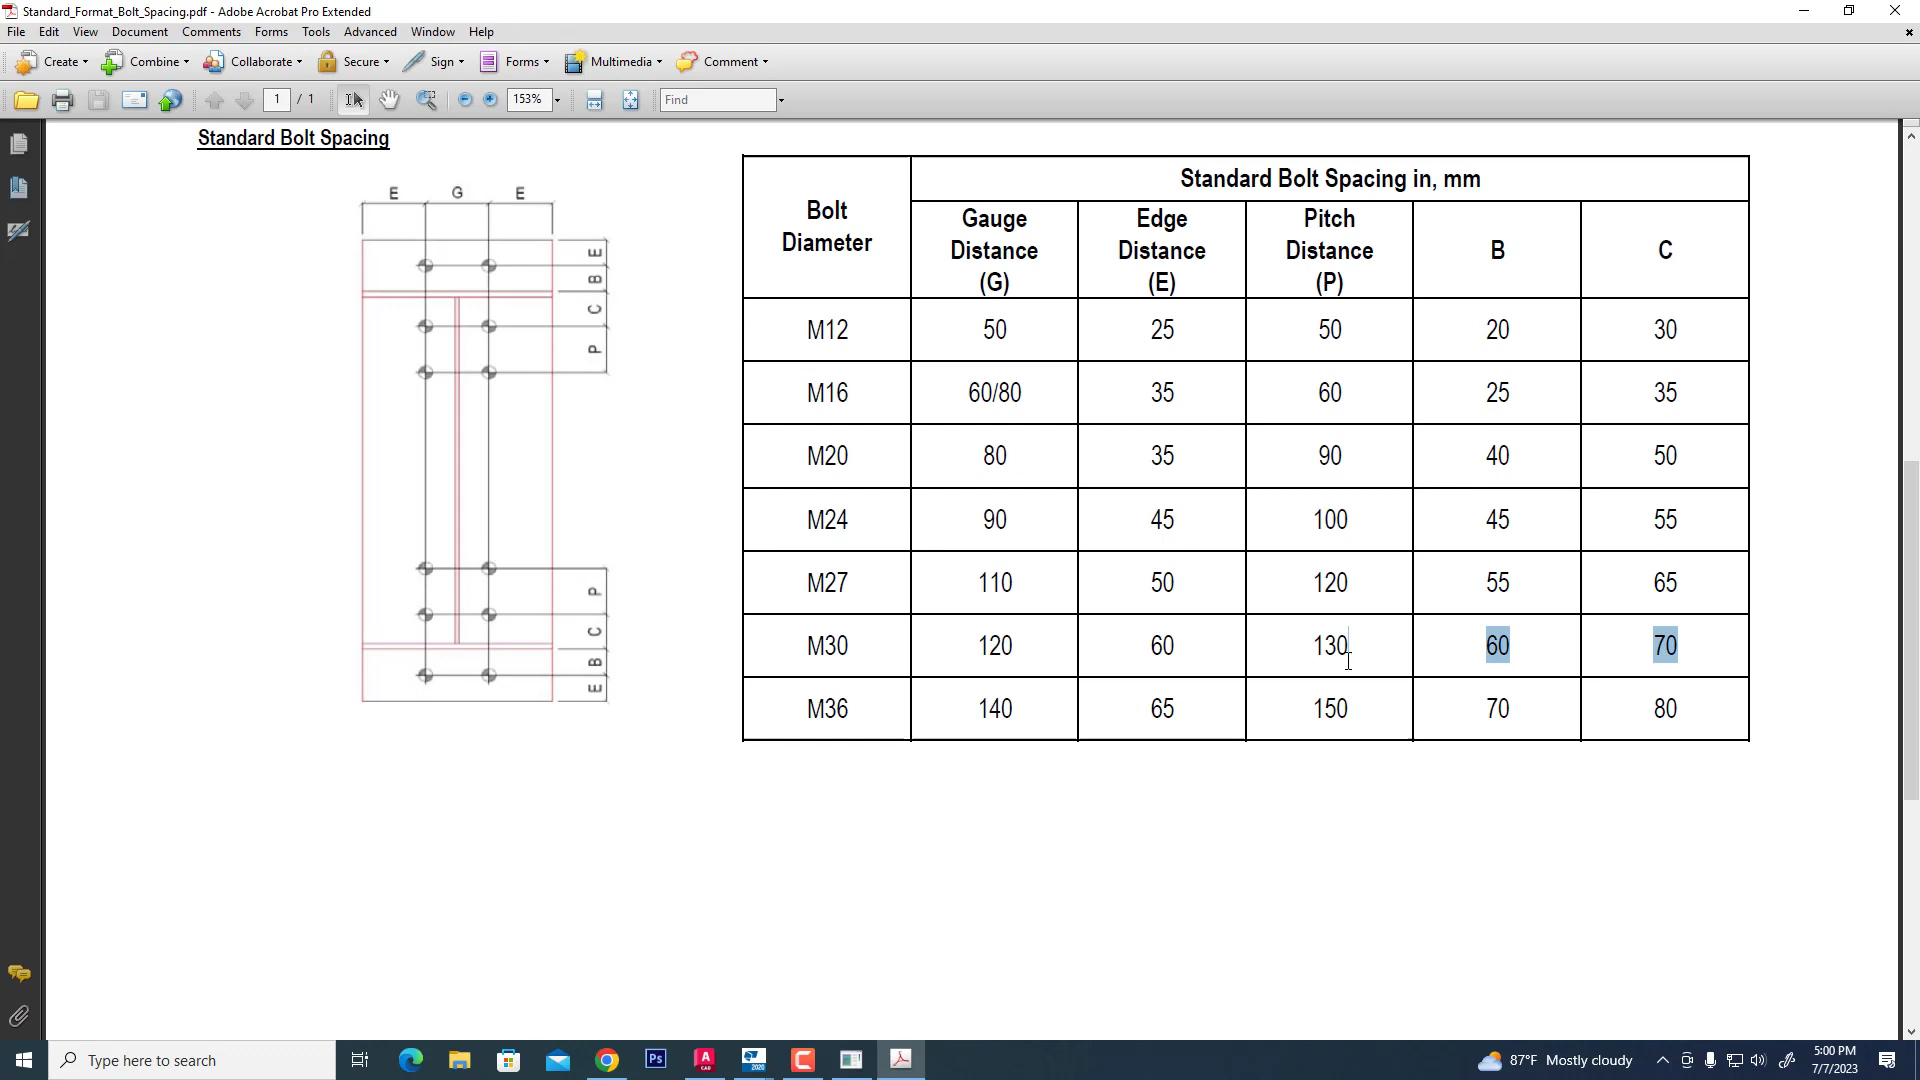 Standard_Format_Bolt_Spacing.pdf - Adobe Acrobat Pro Extended
File Edit View Document Comments Forms Tools Advanced Window Help
Create Combine Collaborate Secure Sign Forms Multimedia Comment
1 / 1 153% Find
Standard Bolt Spacing
E G E
E
B
C
P
P
C
B
E
Bolt Diameter
Standard Bolt Spacing in, mm
Gauge Distance (G)
Edge Distance (E)
Pitch Distance (P)
B
C
M12 50 25 50 20 30
M16 60/80 35 60 25 35
M20 80 35 90 40 50
M24 90 45 100 45 55
M27 110 50 120 55 65
M30 120 60 130 60 70
M36 140 65 150 70 80
Type here to search
Ps
A
CAD
2020
C
87°F Mostly cloudy
5:00 PM
7/7/2023